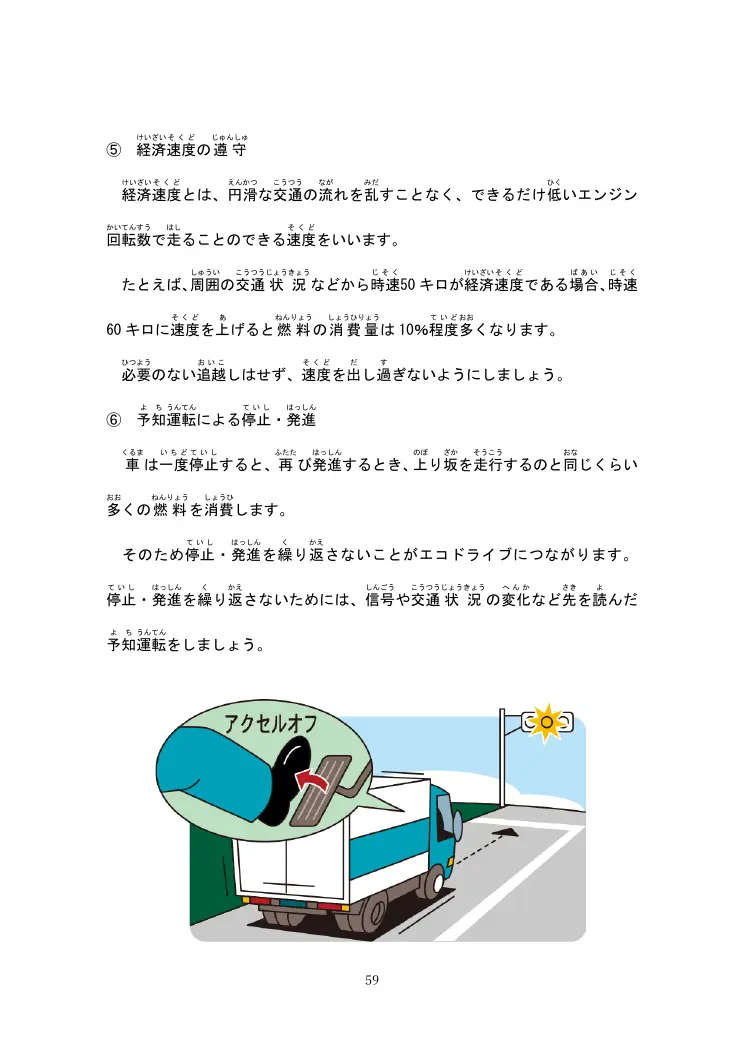 ⑤ 経済速度の遵守
経済速度とは、円滑な交通の流れを乱すことなく、できるだけ低いエンジン
回転数で走ることのできる速度をいいます。
たとえば、周囲の交通状況などから時速50キロが経済速度である場合、時速
60キロに速度を上げると燃料の消費量は10%程度多くなります。
必要のない追越しはせず、速度を出し過ぎないようにしましょう。
⑥ 予知運転による停止・発進
車は一度停止すると、再び発進するとき、上り坂を走行するのと同じくらい
多くの燃料を消費します。
そのため停止・発進を繰り返さないことがエコドライブにつながります。
停止・発進を繰り返さないためには、信号や交通状況の変化など先を読んだ
予知運転をしましょう。
アクセルオフ
59